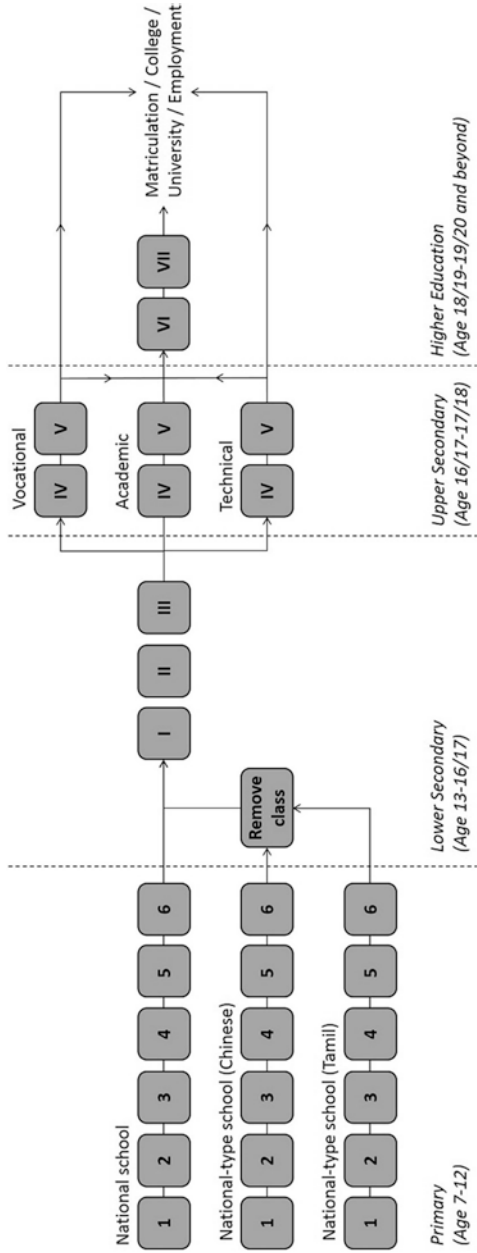 National school
1 2 3 4 5 6
National-type school (Chinese)
1 2 3 4 5 6
National-type school (Tamil)
1 2 3 4 5 6
Primary
(Age 7-12)
I II III
Remove
class
Lower Secondary
(Age 13-16/17)
Vocational
IV V
Academic
IV V
Technical
IV V
Upper Secondary
(Age 16/17-17/18)
VI VII
Matriculation / College /
University / Employment
Higher Education
(Age 18/19-19/20 and beyond)